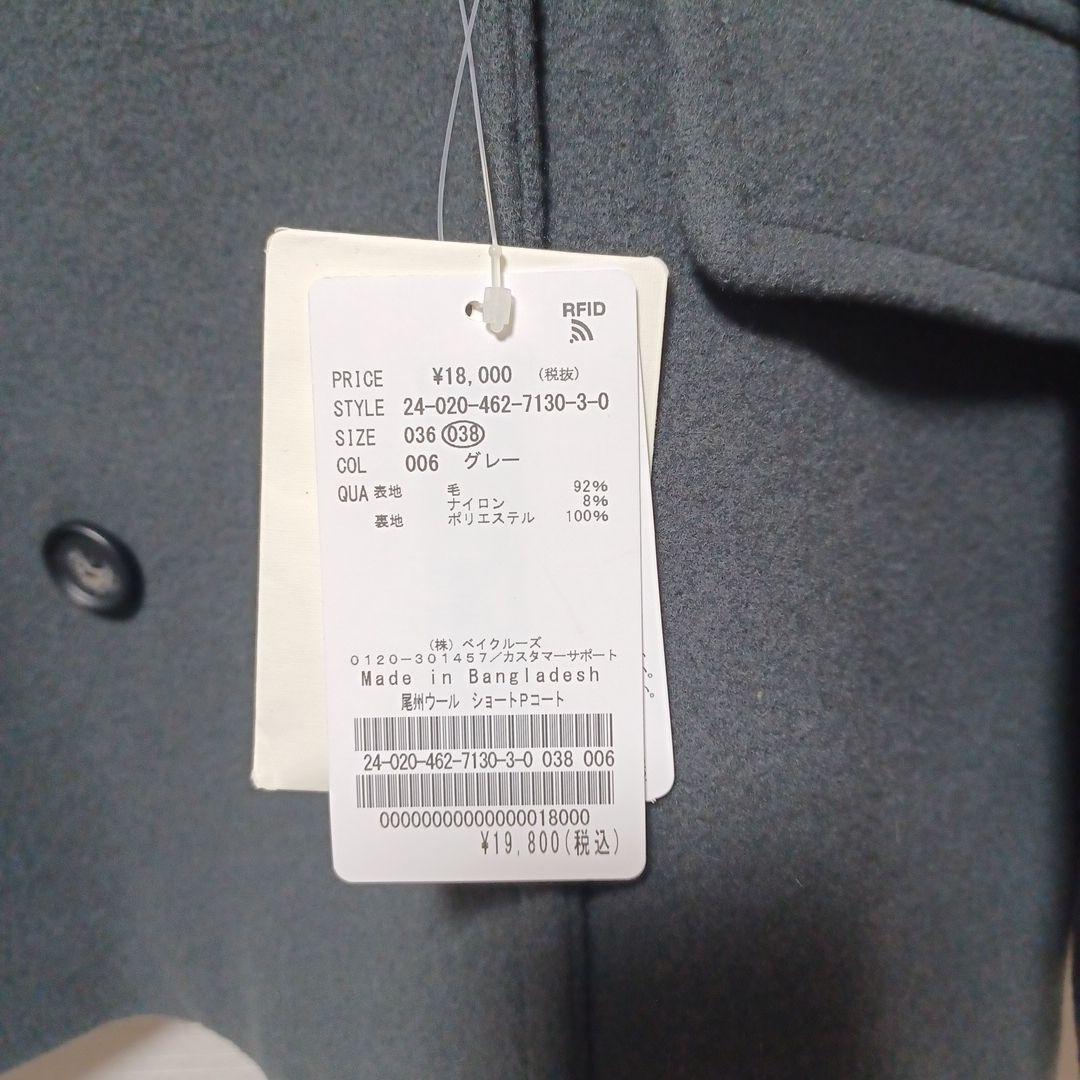 RFID
PRICE ¥18,000 (税抜)
STYLE 24-020-462-7130-3-0
SIZE 036 038
COL 006 グレー
QUA 表地 毛 92%
ナイロン 8%
裏地 ポリエステル 100%
(株) ベイクルーズ
0120-301457/カスタマーサポート
Made in Bangladesh
尾州ウール ショートPコート
24-020-462-7130-3-0 038 006
00000000000000018000
¥19,800(税込)